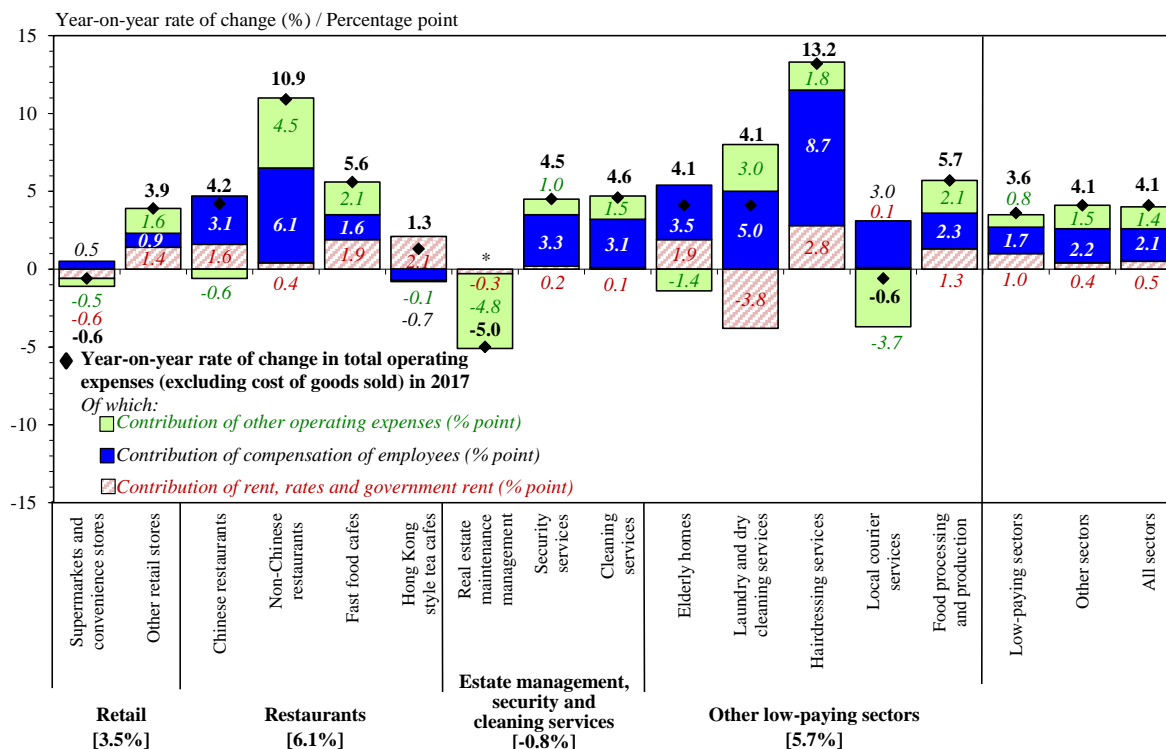 Year-on-year rate of change (%) / Percentage point
15
10
5
0
-5
-10
-15
0.5
-0.5
-0.6
-0.6
3.9
1.6
0.9
1.4
4.2
3.1
1.6
-0.6
10.9
4.5
6.1
0.4
5.6
2.1
1.6
1.9
1.3
2.1
-0.1
-0.7
*
-0.3
-4.8
-5.0
4.5
1.0
3.3
0.2
4.6
1.5
3.1
0.1
4.1
3.5
1.9
-1.4
4.1
3.0
5.0
-3.8
13.2
1.8
8.7
2.8
3.0
0.1
-0.6
-3.7
5.7
2.1
2.3
1.3
3.6
0.8
1.7
1.0
4.1
1.5
2.2
0.4
4.1
1.4
2.1
0.5
Year-on-year rate of change in total operating
expenses (excluding cost of goods sold) in 2017
Of which:
Contribution of other operating expenses (% point)
Contribution of compensation of employees (% point)
Contribution of rent, rates and government rent (% point)
Supermarkets and
convenience stores
Other retail stores
Chinese restaurants
Non-Chinese
restaurants
Fast food cafes
Hong Kong
style tea cafes
Real estate
maintenance
management
Security
services
Cleaning
services
Elderly homes
Laundry and dry
cleaning services
Hairdressing services
Local courier
services
Food processing
and production
Low-paying sectors
Other sectors
All sectors
Retail
[3.5%]
Restaurants
[6.1%]
Estate management,
security and
cleaning services
[-0.8%]
Other low-paying sectors
[5.7%]